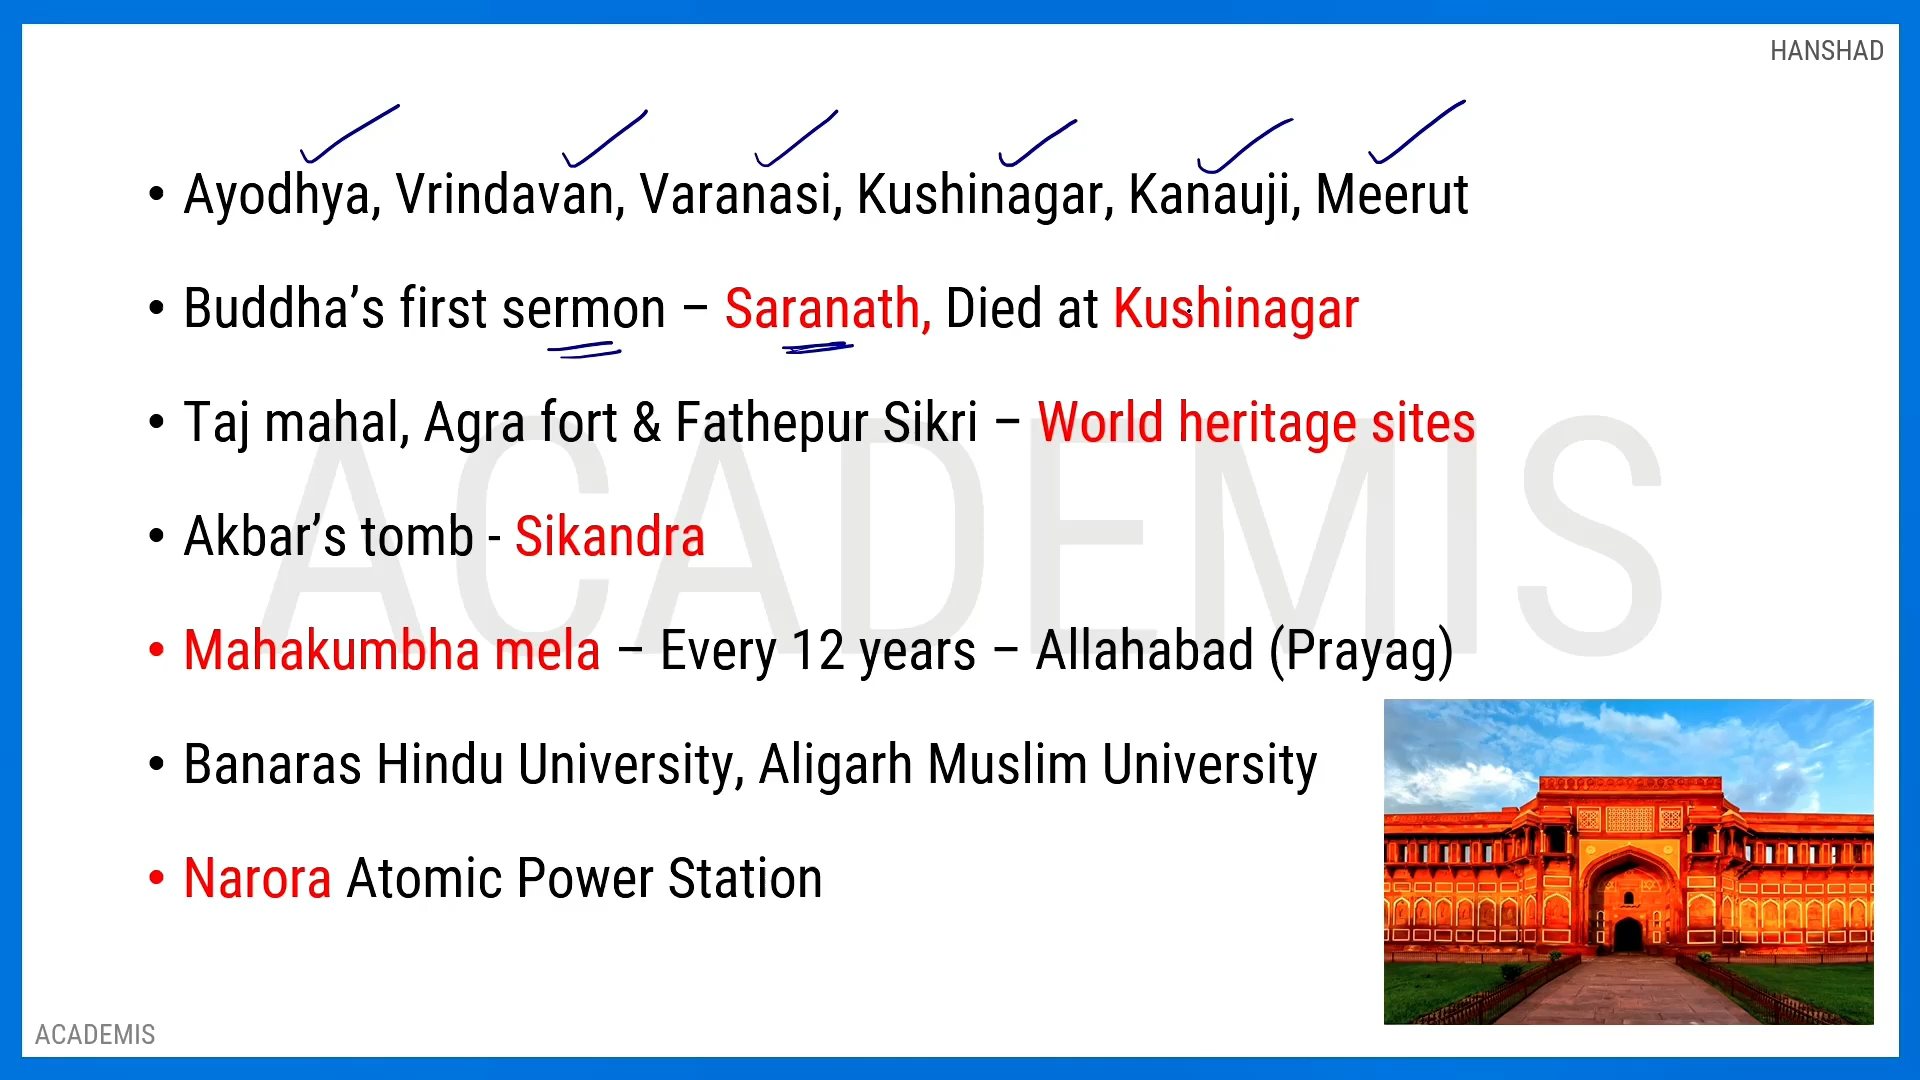 HANSHAD
• Ayodhya, Vrindavan, Varanasi, Kushinagar, Kanauji, Meerut
• Buddha’s first sermon – Saranath, Died at Kushinagar
• Taj mahal, Agra fort & Fathepur Sikri – World heritage sites
• Akbar’s tomb - Sikandra
• Mahakumbha mela – Every 12 years – Allahabad (Prayag)
• Banaras Hindu University, Aligarh Muslim University
• Narora Atomic Power Station
ACADEMIS
ACADEMIS